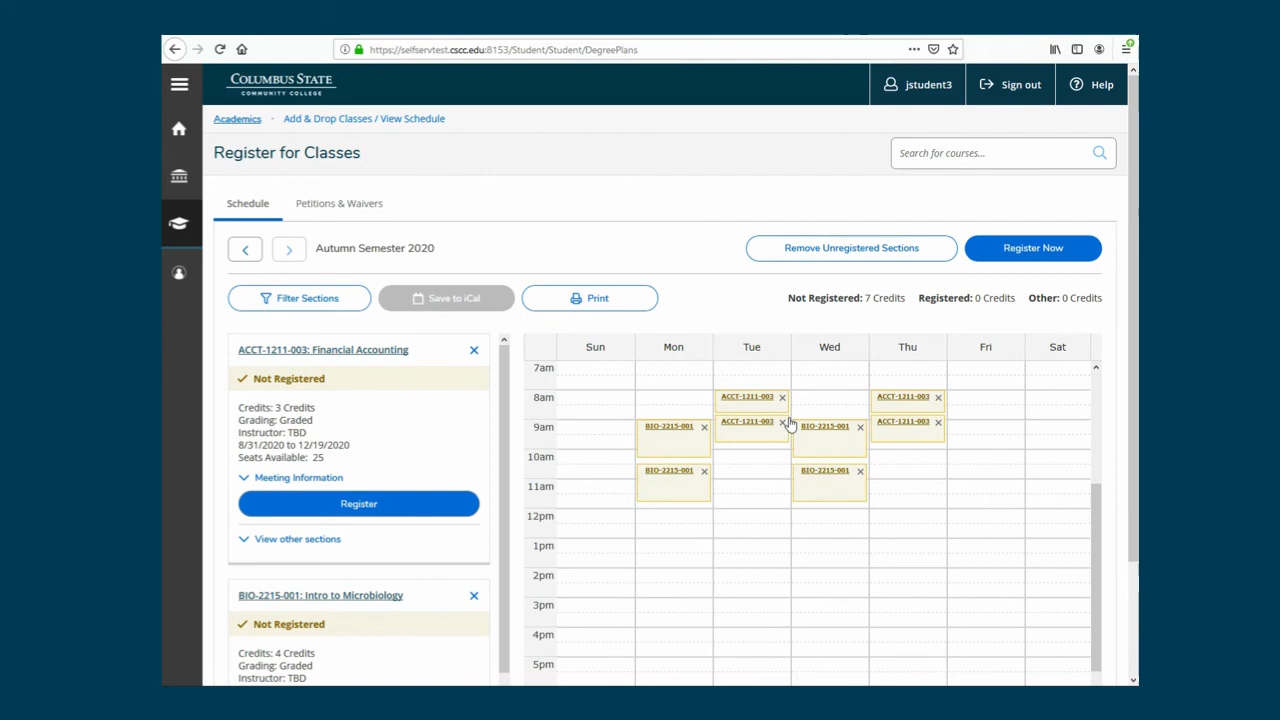 https://selfservtest.cscc.edu:8153/Student/Student/DegreePlans
COLUMBUS STATE
COMMUNITY COLLEGE
jstudent3
Sign out
Help
Academics · Add & Drop Classes / View Schedule
Register for Classes
Search for courses...
Schedule
Petitions & Waivers
Autumn Semester 2020
Remove Unregistered Sections
Register Now
Filter Sections
Save to iCal
Print
Not Registered: 7 Credits Registered: 0 Credits Other: 0 Credits
ACCT-1211-003: Financial Accounting
Not Registered
Credits: 3 Credits
Grading: Graded
Instructor: TBD
8/31/2020 to 12/19/2020
Seats Available: 25
Meeting Information
Register
View other sections
BIO-2215-001: Intro to Microbiology
Not Registered
Credits: 4 Credits
Grading: Graded
Instructor: TBD
Sun Mon Tue Wed Thu Fri Sat
7am
8am ACCT-1211-003 ACCT-1211-003
ACCT-1211-003 ACCT-1211-003
9am BIO-2215-001 BIO-2215-001
10am
BIO-2215-001 BIO-2215-001
11am
12pm
1pm
2pm
3pm
4pm
5pm